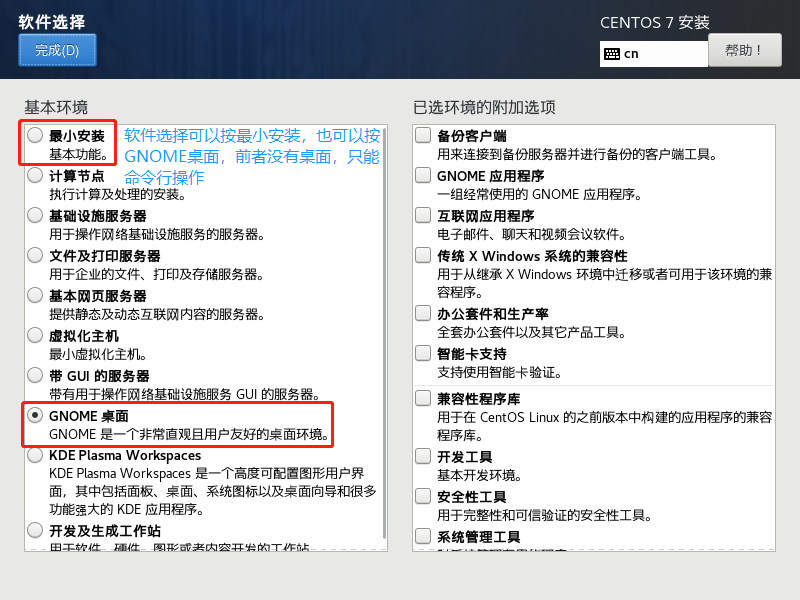 软件选择
CENTOS 7 安装
完成(D)
cn
帮助！
基本环境
最小安装
基本功能。
软件选择可以按最小安装，也可以按
GNOME桌面，前者没有桌面，只能
命令行操作
计算节点
执行计算及处理的安装。
基础设施服务器
用于操作网络基础设施服务的服务器。
文件及打印服务器
用于企业的文件、打印及存储服务器。
基本网页服务器
提供静态及动态互联网内容的服务器。
虚拟化主机
最小虚拟化主机。
带 GUI 的服务器
带有用于操作网络基础设施服务 GUI 的服务器。
GNOME 桌面
GNOME 是一个非常直观且用户友好的桌面环境。
KDE Plasma Workspaces
KDE Plasma Workspaces 是一个高度可配置图形用户界
面，其中包括面板、桌面、系统图标以及桌面向导和很多
功能强大的 KDE 应用程序。
开发及生成工作站
用于软件、硬件、图形或者内容开发的工作站
已选环境的附加选项
备份客户端
用来连接到备份服务器并进行备份的客户端工具。
GNOME 应用程序
一组经常使用的 GNOME 应用程序。
互联网应用程序
电子邮件、聊天和视频会议软件。
传统 X Windows 系统的兼容性
用于从继承 X Windows 环境中迁移或者可用于该环境的兼
容程序。
办公套件和生产率
全套办公套件以及其它产品工具。
智能卡支持
支持使用智能卡验证。
兼容性程序库
用于在 CentOS Linux 的之前版本中构建的应用程序的兼容
程序库。
开发工具
基本开发环境。
安全性工具
用于完整性和可信验证的安全性工具。
系统管理工具